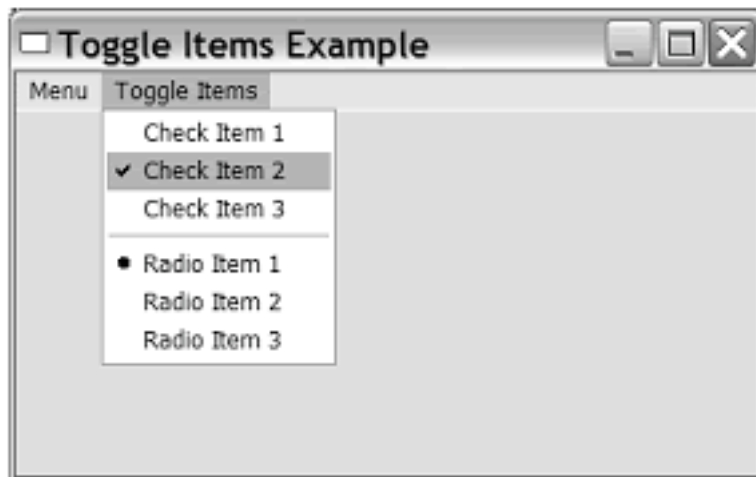 Toggle Items Example
Menu Toggle Items
Check Item 1
Check Item 2
Check Item 3
Radio Item 1
Radio Item 2
Radio Item 3